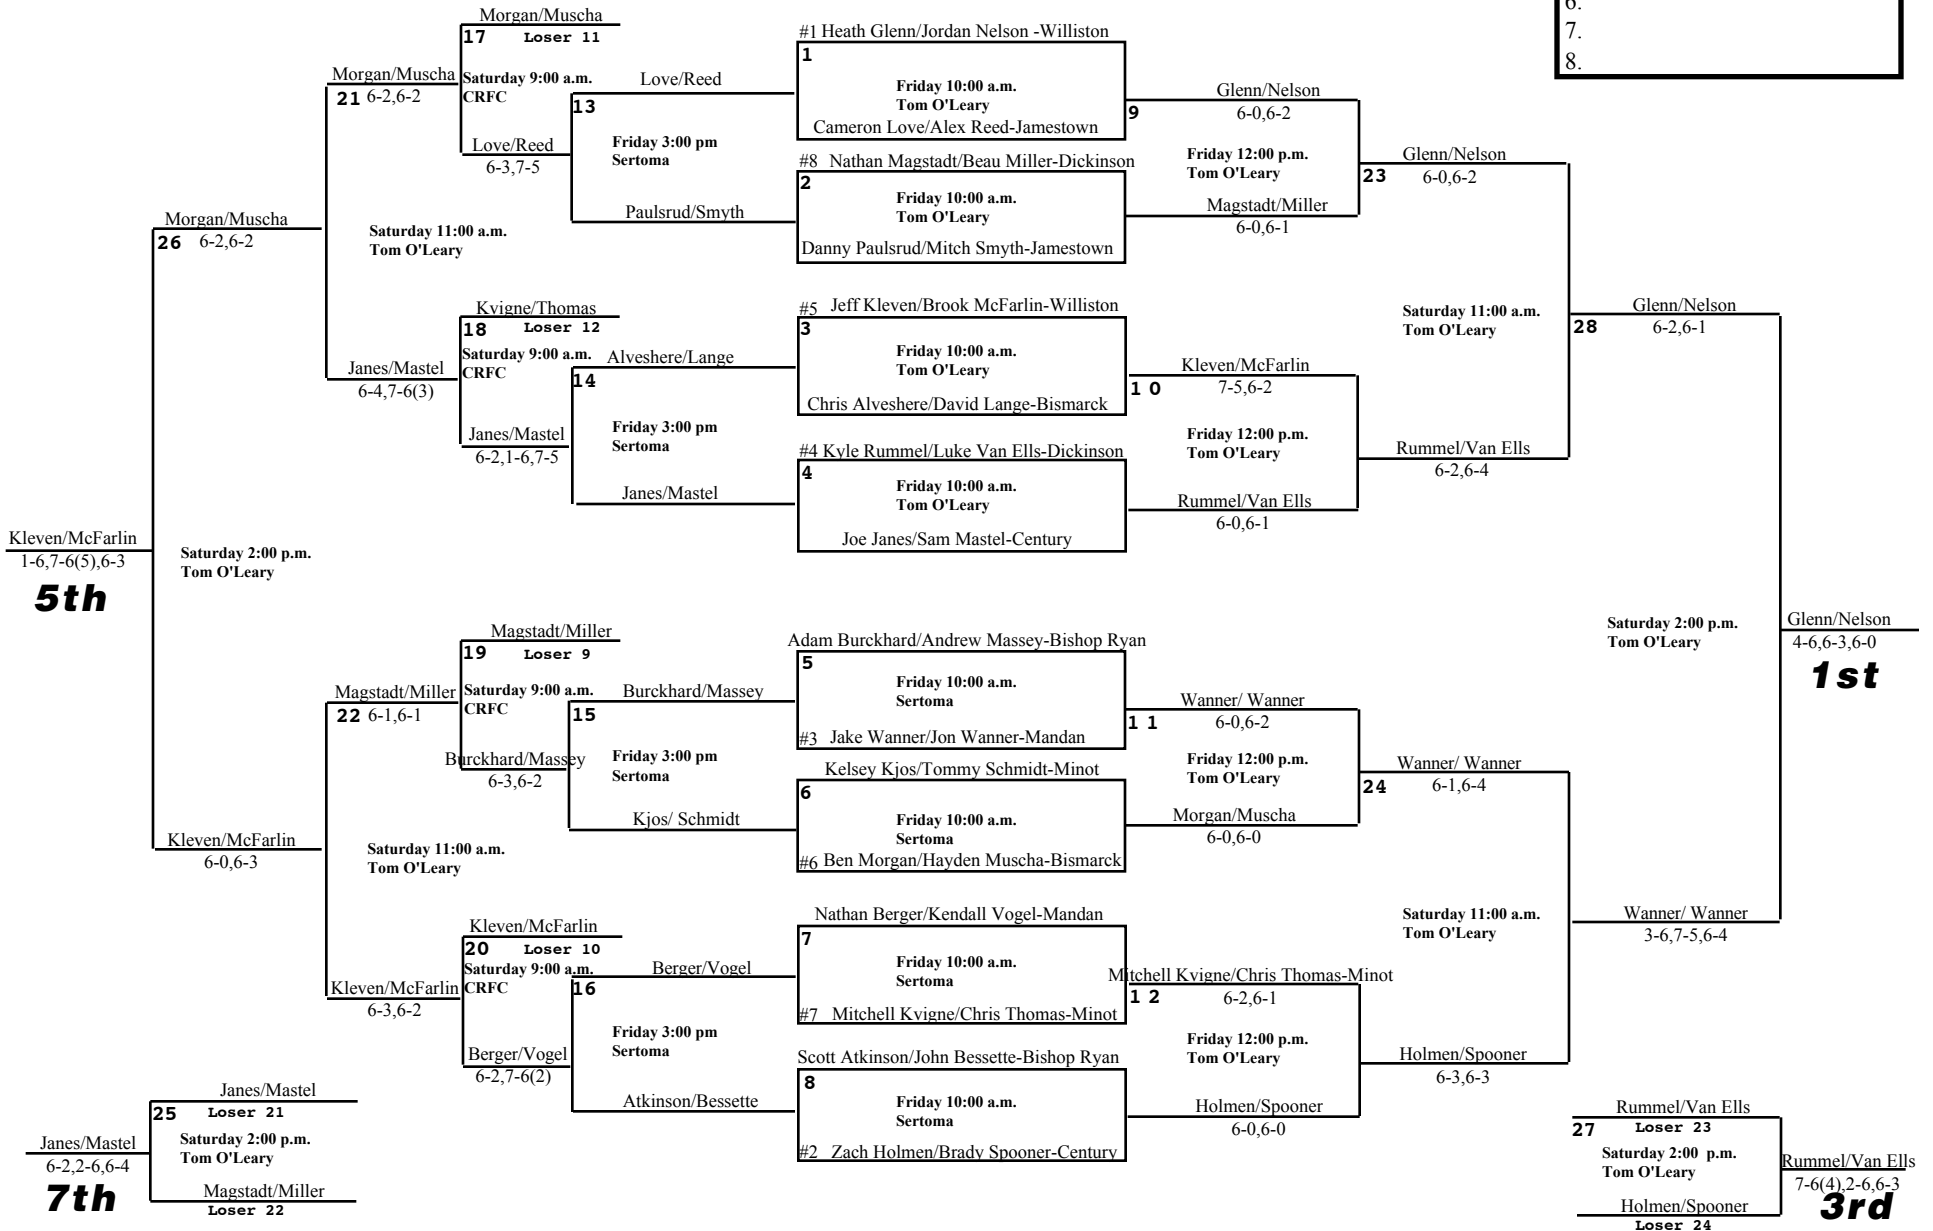 6.
7.
8.
Morgan/Muscha
17 Loser 11
Saturday 9:00 a.m.
CRFC
Morgan/Muscha
21 6-2,6-2
Love/Reed
13
Love/Reed
6-3,7-5
Friday 3:00 pm
Sertoma
Paulsrud/Smyth
Saturday 11:00 a.m.
Tom O'Leary
Morgan/Muscha
26 6-2,6-2
Kvigne/Thomas
18 Loser 12
Saturday 9:00 a.m.
CRFC
Janes/Mastel
6-4,7-6(3)
Alveshere/Lange
14
Janes/Mastel
6-2,1-6,7-5
Friday 3:00 pm
Sertoma
Janes/Mastel
Kleven/McFarlin
1-6,7-6(5),6-3
5th
Saturday 2:00 p.m.
Tom O'Leary
Magstadt/Miller
19 Loser 9
Saturday 9:00 a.m.
CRFC
Magstadt/Miller
22 6-1,6-1
Burckhard/Massey
15
Burckhard/Massey
6-3,6-2
Friday 3:00 pm
Sertoma
Kjos/ Schmidt
Kleven/McFarlin
6-0,6-3
Saturday 11:00 a.m.
Tom O'Leary
Kleven/McFarlin
20 Loser 10
Saturday 9:00 a.m.
CRFC
Kleven/McFarlin
6-3,6-2
Berger/Vogel
16
Friday 3:00 pm
Sertoma
Berger/Vogel
6-2,7-6(2)
Atkinson/Bessette
Janes/Mastel
25 Loser 21
Saturday 2:00 p.m.
Tom O'Leary
Janes/Mastel
6-2,2-6,6-4
7th
Magstadt/Miller
Loser 22
#1 Heath Glenn/Jordan Nelson -Williston
1
Friday 10:00 a.m.
Tom O'Leary
Cameron Love/Alex Reed-Jamestown
#8 Nathan Magstadt/Beau Miller-Dickinson
2
Friday 10:00 a.m.
Tom O'Leary
Danny Paulsrud/Mitch Smyth-Jamestown
#5 Jeff Kleven/Brook McFarlin-Williston
3
Friday 10:00 a.m.
Tom O'Leary
Chris Alveshere/David Lange-Bismarck
#4 Kyle Rummel/Luke Van Ells-Dickinson
4
Friday 10:00 a.m.
Tom O'Leary
Joe Janes/Sam Mastel-Century
Adam Burckhard/Andrew Massey-Bishop Ryan
5
Friday 10:00 a.m.
Sertoma
#3 Jake Wanner/Jon Wanner-Mandan
Kelsey Kjos/Tommy Schmidt-Minot
6
Friday 10:00 a.m.
Sertoma
#6 Ben Morgan/Hayden Muscha-Bismarck
Nathan Berger/Kendall Vogel-Mandan
7
Friday 10:00 a.m.
Sertoma
#7 Mitchell Kvigne/Chris Thomas-Minot
Scott Atkinson/John Bessette-Bishop Ryan
8
Friday 10:00 a.m.
Sertoma
#2 Zach Holmen/Brady Spooner-Century
Glenn/Nelson
9 6-0,6-2
Friday 12:00 p.m.
Tom O'Leary
Magstadt/Miller
6-0,6-1
Kleven/McFarlin
1 0 7-5,6-2
Friday 12:00 p.m.
Tom O'Leary
Rummel/Van Ells
6-0,6-1
Wanner/ Wanner
1 1 6-0,6-2
Friday 12:00 p.m.
Tom O'Leary
Morgan/Muscha
6-0,6-0
Mitchell Kvigne/Chris Thomas-Minot
1 2 6-2,6-1
Friday 12:00 p.m.
Tom O'Leary
Holmen/Spooner
6-0,6-0
Glenn/Nelson
23 6-0,6-2
Saturday 11:00 a.m.
Tom O'Leary
Rummel/Van Ells
6-2,6-4
Wanner/ Wanner
24 6-1,6-4
Saturday 11:00 a.m.
Tom O'Leary
Holmen/Spooner
6-3,6-3
Glenn/Nelson
28 6-2,6-1
Saturday 2:00 p.m.
Tom O'Leary
Wanner/ Wanner
3-6,7-5,6-4
Glenn/Nelson
4-6,6-3,6-0
1st
Rummel/Van Ells
27 Loser 23
Saturday 2:00 p.m.
Tom O'Leary
Rummel/Van Ells
7-6(4),2-6,6-3
3rd
Holmen/Spooner
Loser 24